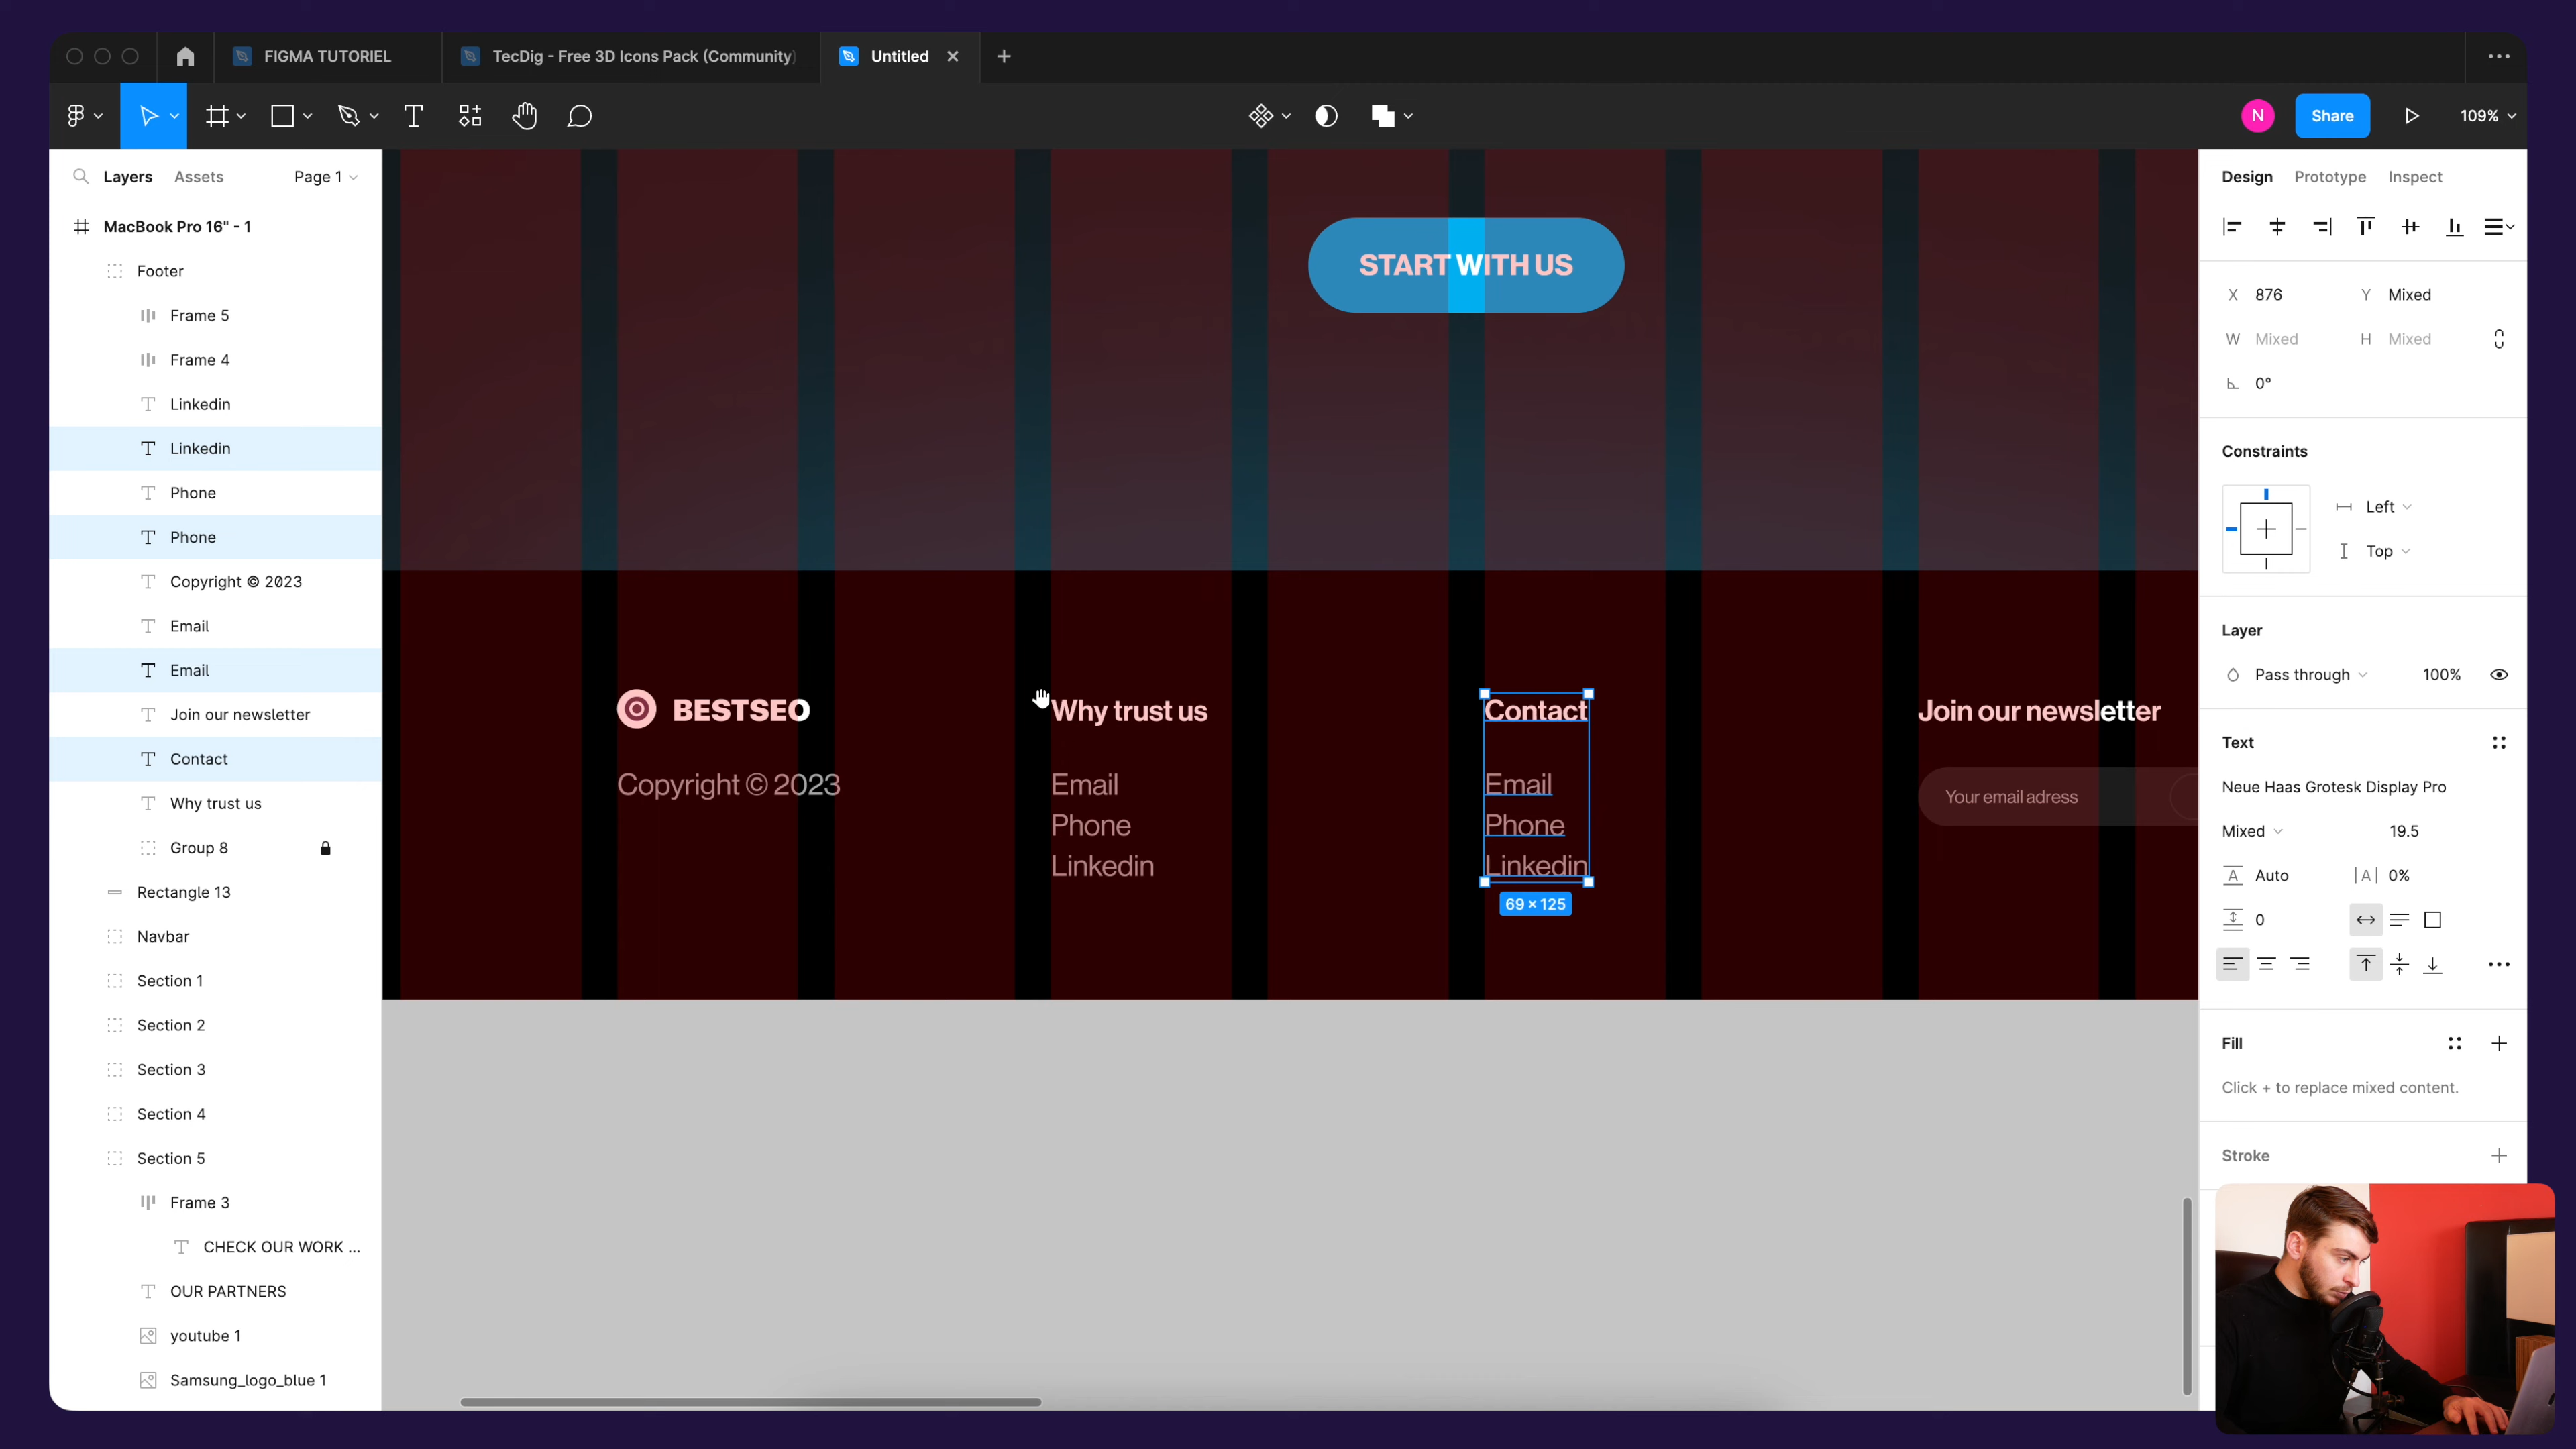 FIGMA TUTORIEL
TecDig - Free 3D Icons Pack (Community)
Untitled
N
Share
109%
Layers
Assets
Page 1
MacBook Pro 16" - 1
Footer
Frame 5
Frame 4
Linkedin
Linkedin
Phone
Phone
Copyright © 2023
Email
Email
Join our newsletter
Contact
Why trust us
Group 8
Rectangle 13
Navbar
Section 1
Section 2
Section 3
Section 4
Section 5
Frame 3
CHECK OUR WORK ...
OUR PARTNERS
youtube 1
Samsung_logo_blue 1
START WITH US
BESTSEO
Copyright © 2023
Why trust us
Email
Phone
Linkedin
Contact
Email
Phone
Linkedin
69 × 125
Join our newsletter
Your email adress
Design
Prototype
Inspect
X 876
Y Mixed
W Mixed
H Mixed
0°
Constraints
Left
Top
Layer
Pass through
100%
Text
Neue Haas Grotesk Display Pro
Mixed
19.5
A Auto
|A| 0%
0
Fill
Click + to replace mixed content.
Stroke